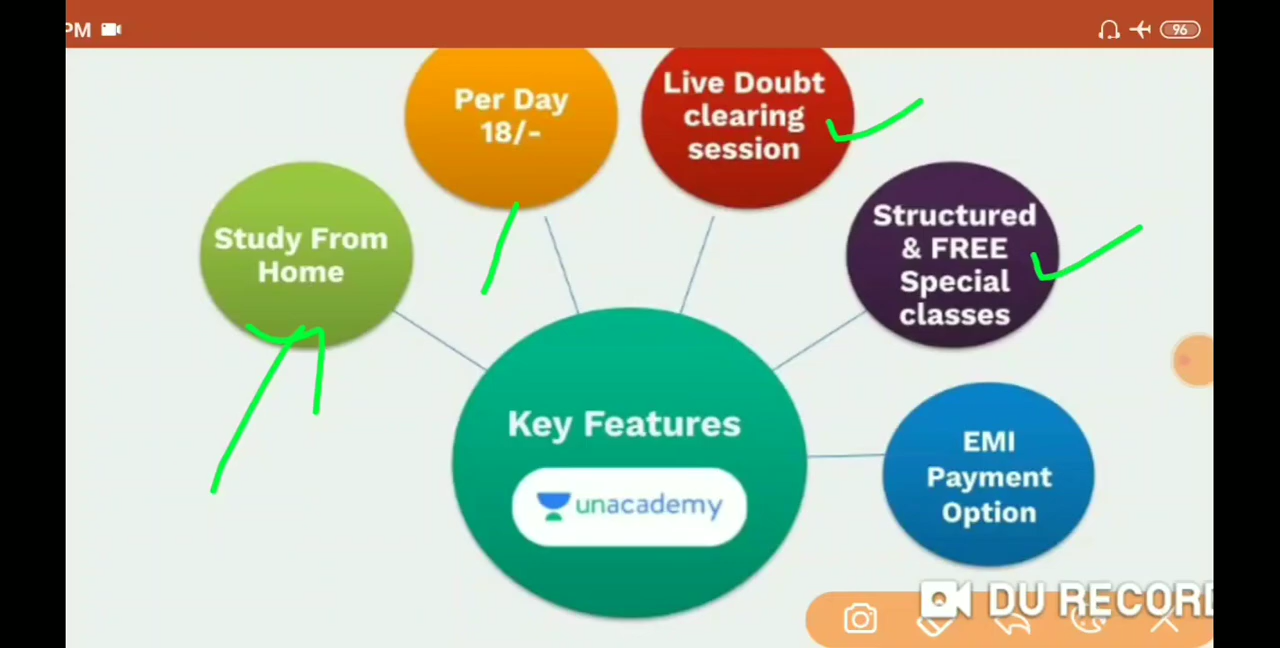 PM
96
Per Day
18/-
Live Doubt
clearing
session
Study From
Home
Structured
& FREE
Special
classes
Key Features
unacademy
EMI
Payment
Option
DU RECORD